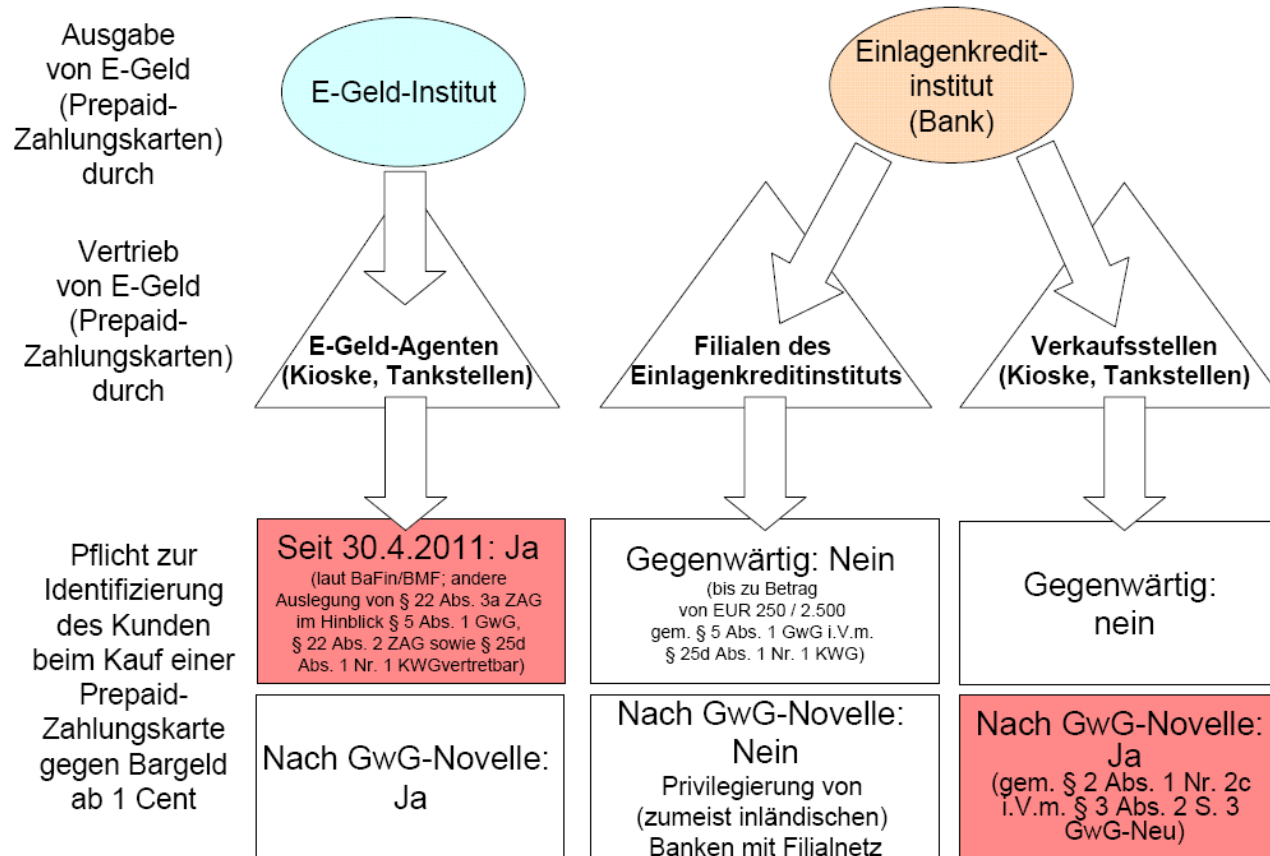 Ausgabe
von E-Geld
(Prepaid-
Zahlungskarten)
durch
E-Geld-Institut
Einlagenkredit-
institut
(Bank)
Vertrieb
von E-Geld
(Prepaid-
Zahlungskarten)
durch
E-Geld-Agenten
(Kioske, Tankstellen)
Filialen des
Einlagenkreditinstituts
Verkaufsstellen
(Kioske, Tankstellen)
Pflicht zur
Identifizierung
des Kunden
beim Kauf einer
Prepaid-
Zahlungskarte
gegen Bargeld
ab 1 Cent
Seit 30.4.2011: Ja
(laut BaFin/BMF; andere
Auslegung von § 22 Abs. 3a ZAG
im Hinblick § 5 Abs. 1 GwG,
§ 22 Abs. 2 ZAG sowie § 25d
Abs. 1 Nr. 1 KWGvertretbar)
Gegenwärtig: Nein
(bis zu Betrag
von EUR 250 / 2.500
gem. § 5 Abs. 1 GwG i.V.m.
§ 25d Abs. 1 Nr. 1 KWG)
Gegenwärtig:
nein
Nach GwG-Novelle:
Ja
Nach GwG-Novelle:
Nein
Privilegierung von
(zumeist inländischen)
Banken mit Filialnetz
Nach GwG-Novelle:
Ja
(gem. § 2 Abs. 1 Nr. 2c
i.V.m. § 3 Abs. 2 S. 3
GwG-Neu)